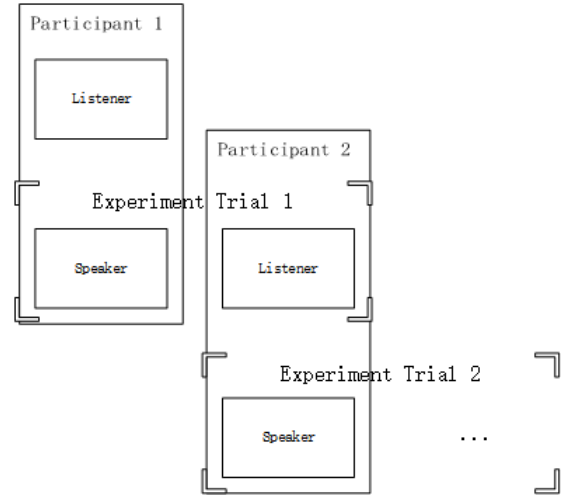 Participant 1
Listener
Participant 2
Experiment Trial 1
Speaker
Listener
Experiment Trial 2
Speaker
...